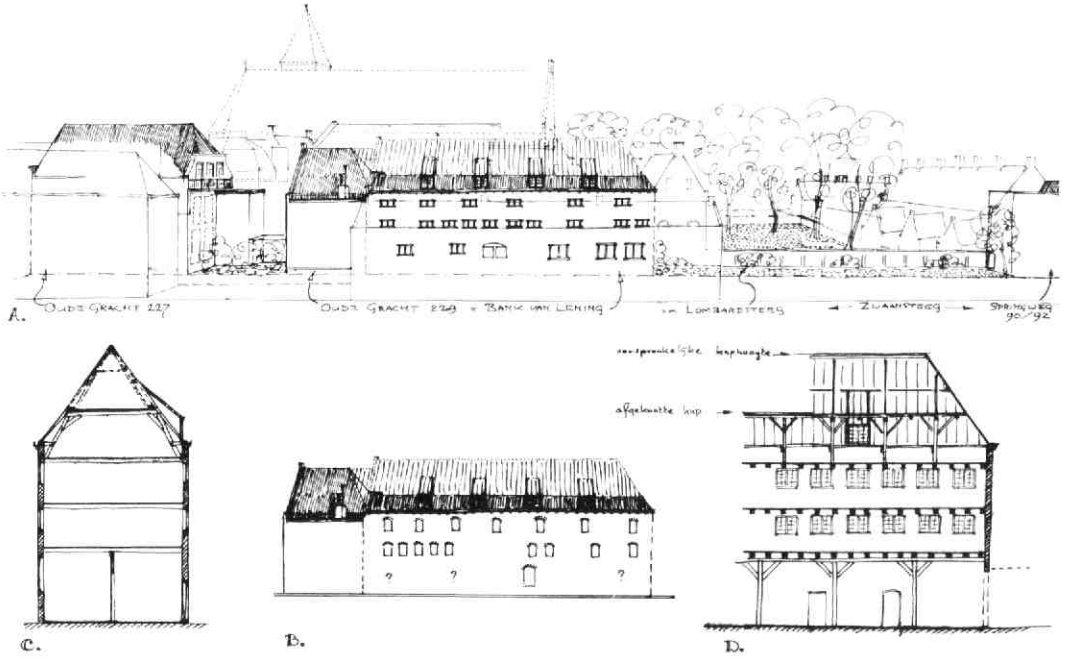 A. OUDE GRACHT 227 OUDE GRACHT 229 = BANK VAN LENING LOMBARDSTEEG ZWAANSTEEG SPRINGWEG
90/92
oorspronkelijke kaphoogte
afgeknotte kap
? ? ?
C. B. D.